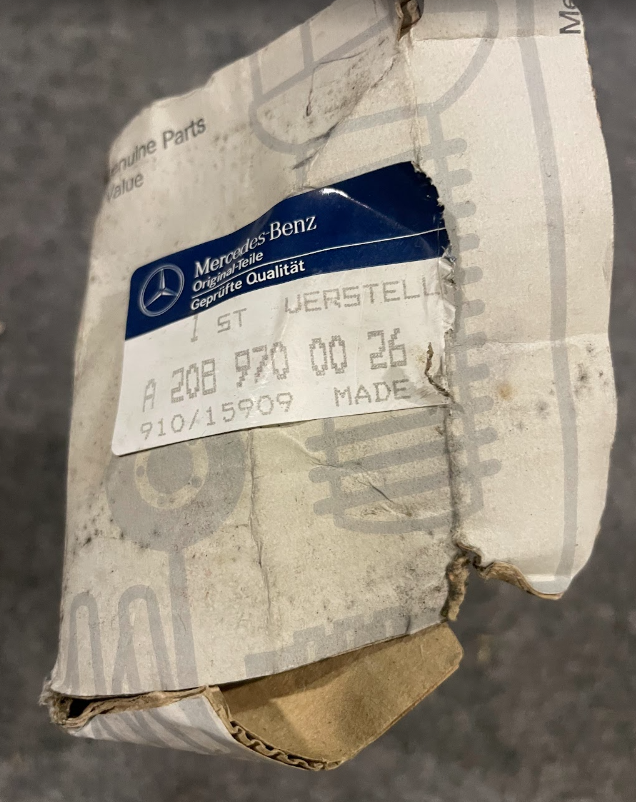 Me
enuine Parts
Value
Mercedes-Benz
Original-Teile
Geprüfte Qualität
1 ST VERSTELL
A 208 970 00 26
910/15909 MADE